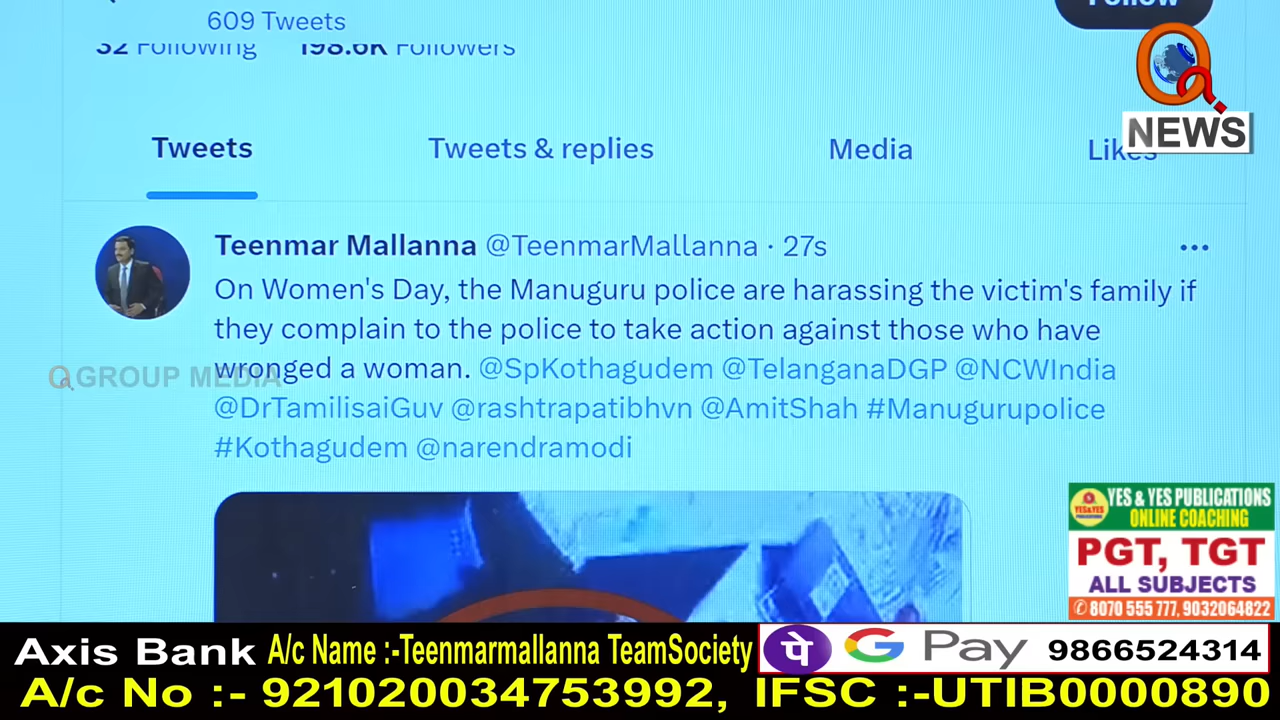 Follow
609 Tweets
32 Following 198.6K Followers
Q
NEWS
Tweets Tweets & replies Media Likes
Teenmar Mallanna @TeenmarMallanna · 27s
On Women's Day, the Manuguru police are harassing the victim's family if
they complain to the police to take action against those who have
wronged a woman. @SpKothagudem @TelanganaDGP @NCWIndia
@DrTamilisaiGuv @rashtrapatibhvn @AmitShah #Manugurupolice
#Kothagudem @narendramodi
Q GROUP MEDIA
YES & YES PUBLICATIONS
ONLINE COACHING
PGT, TGT
ALL SUBJECTS
8070 555 777, 9032064822
Axis Bank A/c Name :-Teenmarmallanna TeamSociety पे G Pay 9866524314
A/c No :- 921020034753992, IFSC :-UTIB0000890